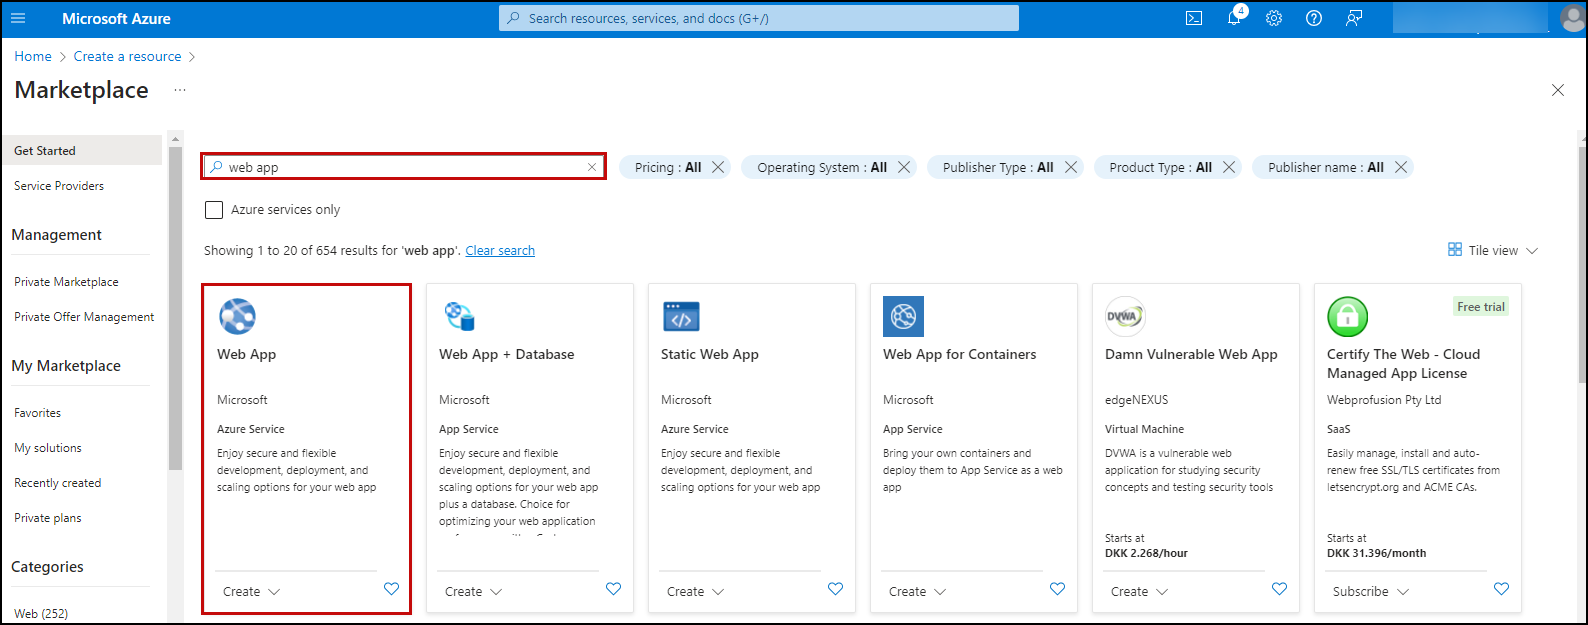 Microsoft Azure
Search resources, services, and docs (G+/)
4
Home > Create a resource >
Marketplace ...
Get Started
Service Providers
Management
Private Marketplace
Private Offer Management
My Marketplace
Favorites
My solutions
Recently created
Private plans
Categories
Web (252)
web app
Pricing : All
Operating System : All
Publisher Type : All
Product Type : All
Publisher name : All
Azure services only
Showing 1 to 20 of 654 results for 'web app'. Clear search
Tile view
Web App
Microsoft
Azure Service
Enjoy secure and flexible
development, deployment, and
scaling options for your web app
Create
Web App + Database
Microsoft
App Service
Enjoy secure and flexible
development, deployment, and
scaling options for your web app
plus a database. Choice for
optimizing your web application
Create
Static Web App
Microsoft
Azure Service
Enjoy secure and flexible
development, deployment, and
scaling options for your web app
Create
Web App for Containers
Microsoft
App Service
Bring your own containers and
deploy them to App Service as a web
app
Create
DVWA
Damn Vulnerable Web App
edgeNEXUS
Virtual Machine
DVWA is a vulnerable web
application for studying security
concepts and testing security tools
Starts at
DKK 2.268/hour
Create
Free trial
Certify The Web - Cloud
Managed App License
Webprofusion Pty Ltd
SaaS
Easily manage, install and auto-
renew free SSL/TLS certificates from
letsencrypt.org and ACME CAs.
Starts at
DKK 31.396/month
Subscribe